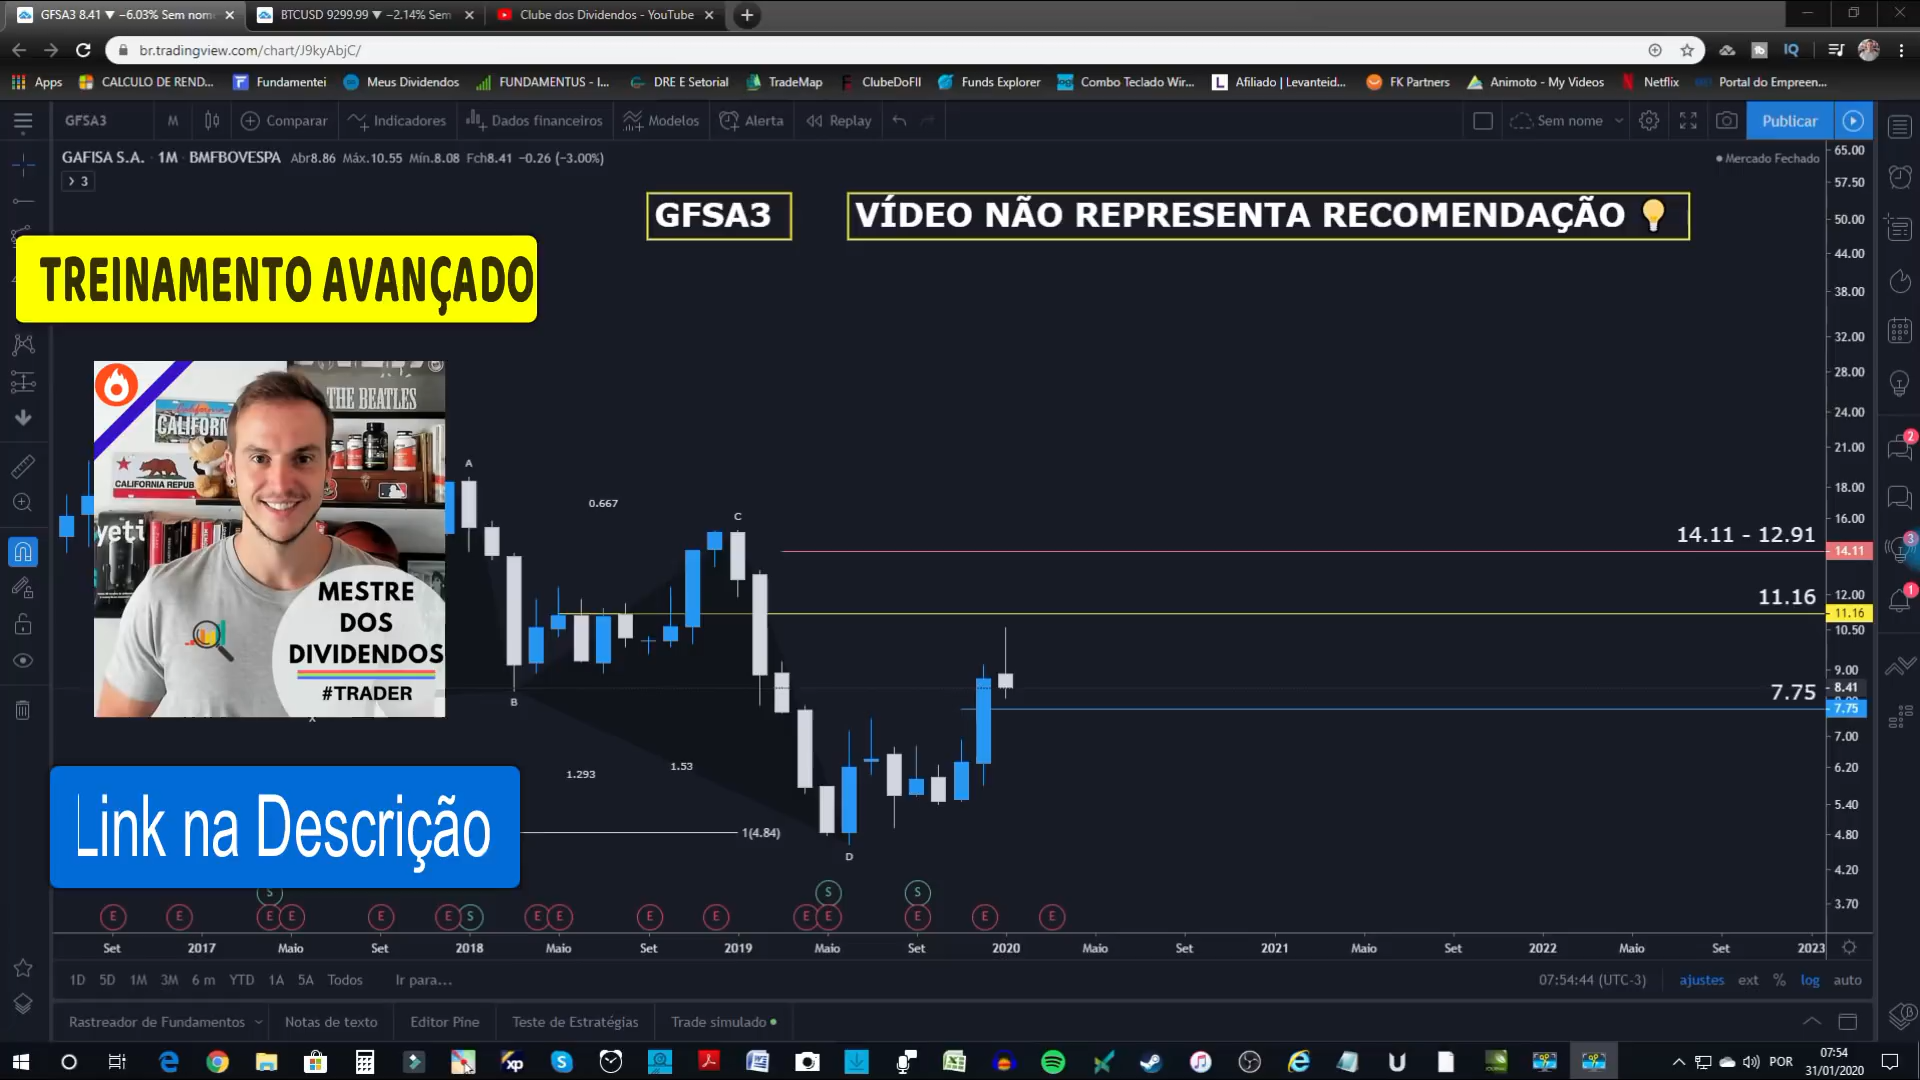 GFSA3 8.41 ▼ −6.03% Sem nom
BTCUSD 9299.99 ▼ −2.14% Sem
Clube dos Dividendos - YouTube
br.tradingview.com/chart/J9kyAbjC/
Apps
CALCULO DE REND...
Fundamentei
Meus Dividendos
FUNDAMENTUS - I...
DRE E Setorial
TradeMap
ClubeDoFII
Funds Explorer
Combo Teclado Wir...
Afiliado | Levanteid...
FK Partners
Animoto - My Videos
Netflix
Portal do Empreen...
GFSA3
M
Comparar
Indicadores
Dados financeiros
Modelos
Alerta
Replay
Sem nome
Publicar
GAFISA S.A. · 1M · BMFBOVESPA Abr8.86 Máx.10.55 Mín.8.08 Fch8.41 −0.26 (−3.00%)
Mercado Fechado
3
GFSA3
VÍDEO NÃO REPRESENTA RECOMENDAÇÃO
TREINAMENTO AVANÇADO
THE BEATLES
CALIFORN
CALIFORNIA REPUB
yeti
MESTRE
DOS
DIVIDENDOS
#TRADER
Link na Descrição
A
0.667
C
B
X
1.293
1.53
1(4.84)
D
14.11 - 12.91
11.16
7.75
65.00
57.50
50.00
44.00
38.00
32.00
28.00
24.00
21.00
18.00
16.00
14.11
12.00
11.16
10.50
9.00
8.41
7.75
7.00
6.20
5.40
4.80
4.20
3.70
2
3
1
S S S
E E E E E E S E E E E E E E E E
Set 2017 Maio Set 2018 Maio Set 2019 Maio Set 2020 Maio Set 2021 Maio Set 2022 Maio Set 2023
1D 5D 1M 3M 6 m YTD 1A 5A Todos Ir para...
07:54:44 (UTC-3) ajustes ext % log auto
Rastreador de Fundamentos
Notas de texto
Editor Pine
Teste de Estratégias
Trade simulado
POR
07:54
31/01/2020